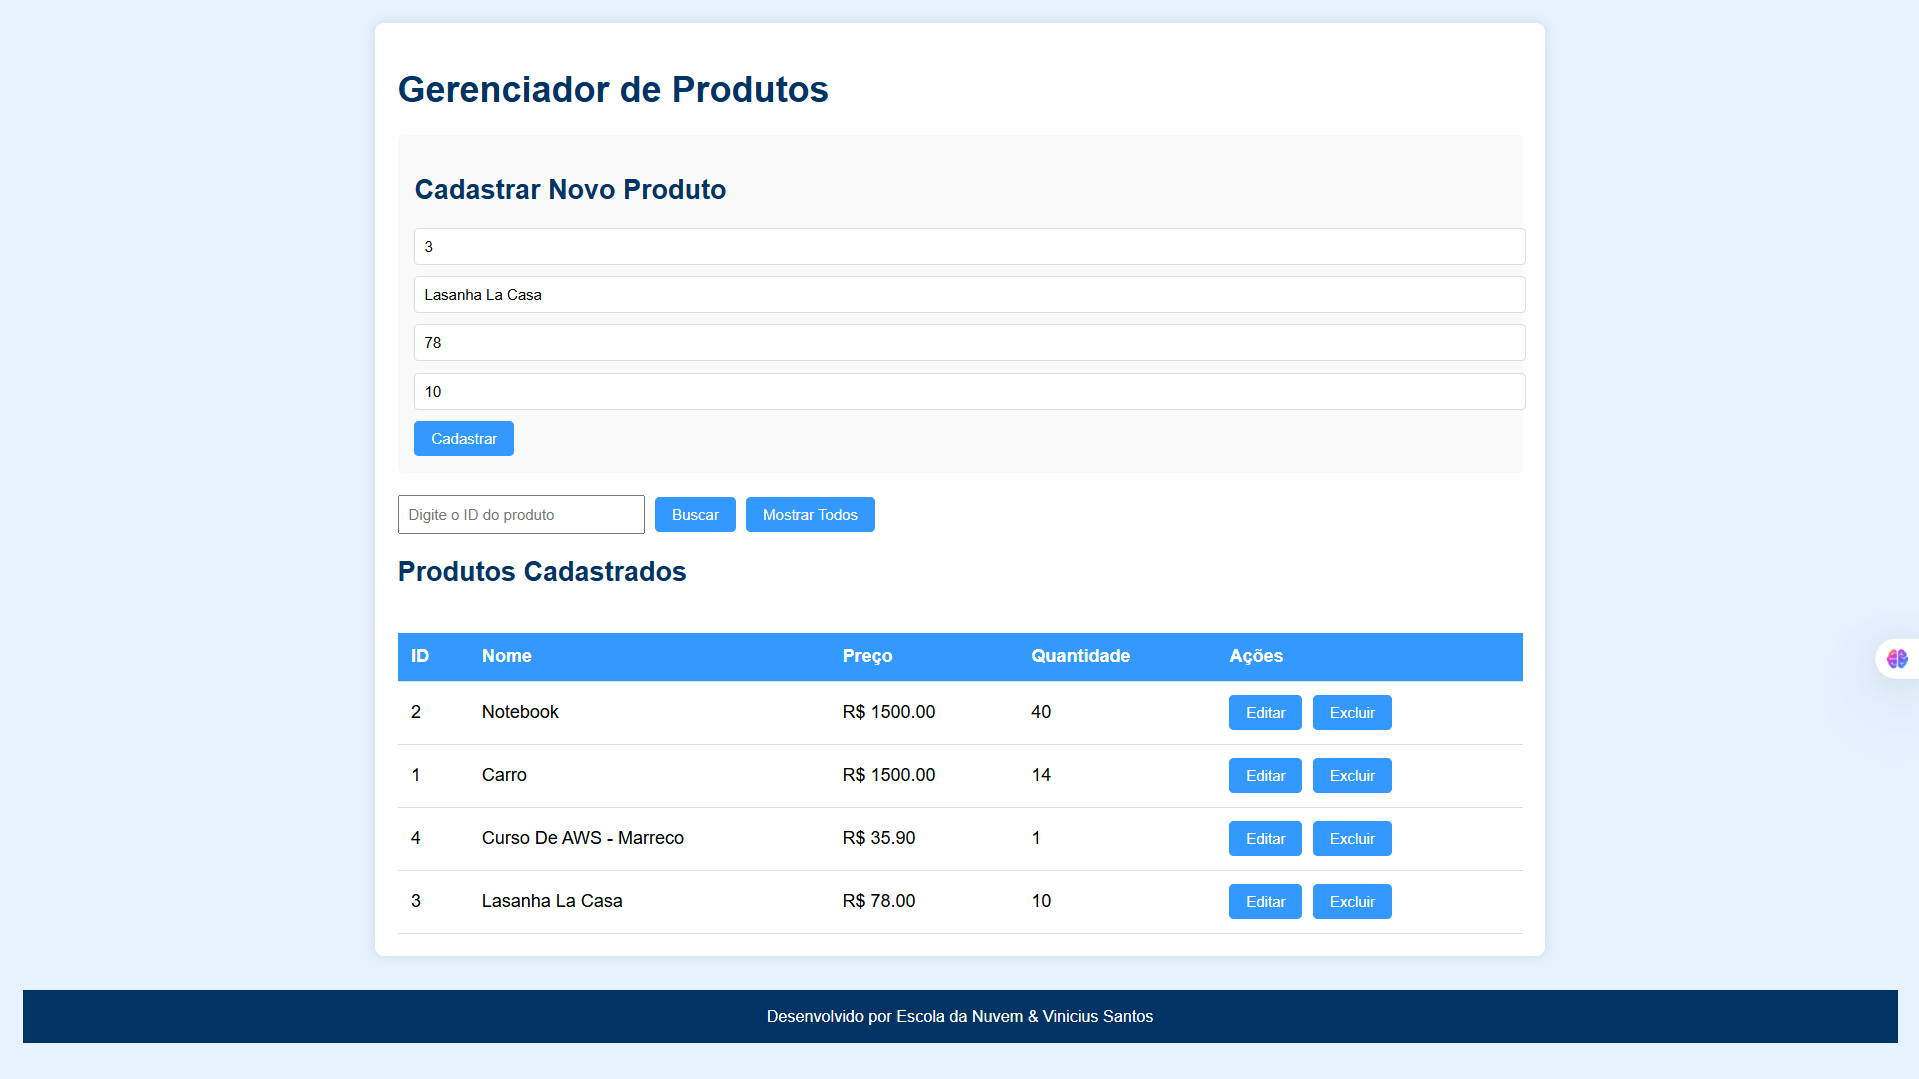 Gerenciador de Produtos
Cadastrar Novo Produto
3
Lasanha La Casa
78
10
Cadastrar
Digite o ID do produto Buscar Mostrar Todos
Produtos Cadastrados
ID Nome Preço Quantidade Ações
2 Notebook R$ 1500.00 40 Editar Excluir
1 Carro R$ 1500.00 14 Editar Excluir
4 Curso De AWS - Marreco R$ 35.90 1 Editar Excluir
3 Lasanha La Casa R$ 78.00 10 Editar Excluir
Desenvolvido por Escola da Nuvem & Vinicius Santos